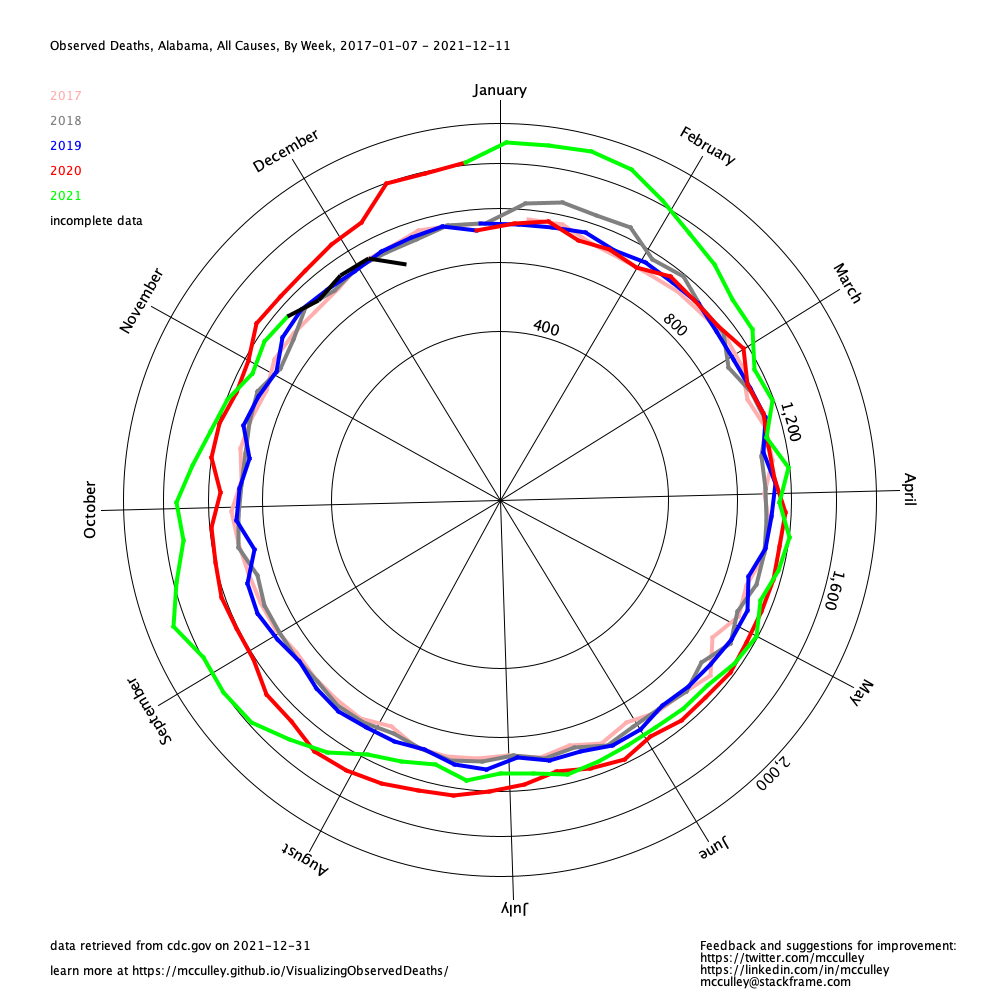 Observed Deaths, Alabama, All Causes, By Week, 2017-01-07 - 2021-12-11
2017
2018
2019
2020
2021
incomplete data
January
February
March
April
May
June
July
August
September
October
November
December
400
800
1,200
1,600
2,000
data retrieved from cdc.gov on 2021-12-31
learn more at https://mcculley.github.io/VisualizingObservedDeaths/
Feedback and suggestions for improvement:
https://twitter.com/mcculley
https://linkedin.com/in/mcculley
mcculley@stackframe.com